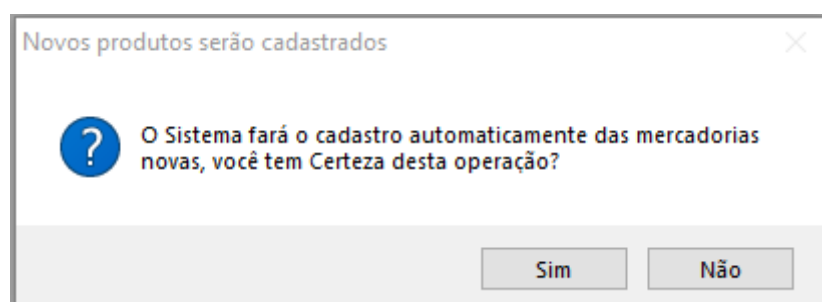 Novos produtos serão cadastrados
O Sistema fará o cadastro automaticamente das mercadorias
novas, você tem Certeza desta operação?
Sim
Não